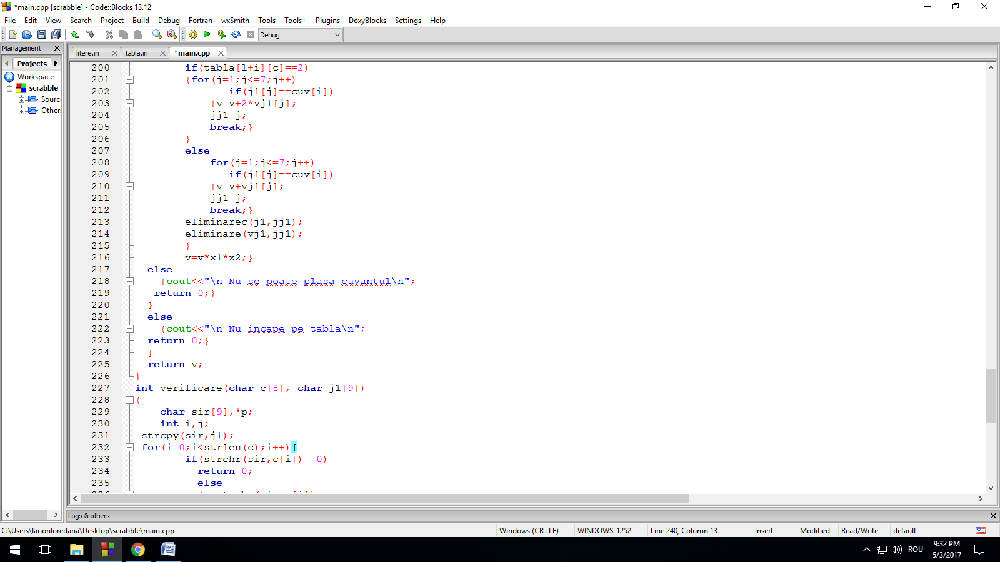 *main.cpp [scrabble] - Code::Blocks 13.12
File Edit View Search Project Build Debug Fortran wxSmith Tools Tools+ Plugins DoxyBlocks Settings Help
Debug
Management
litere.in tabla.in *main.cpp
Projects
Workspace
scrabble
Sourc
Others
200 if(tabla[l+i][c]==2)
201 {for(j=1;j<=7;j++)
202 if(j1[j]==cuv[i])
203 {v=v+2*vj1[j];
204 jj1=j;
205 break;}
206 }
207 else
208 for(j=1;j<=7;j++)
209 if(j1[j]==cuv[i])
210 {v=v+vj1[j];
211 jj1=j;
212 break;}
213 eliminarec(j1,jj1);
214 eliminare(vj1,jj1);
215 }
216 v=v*x1*x2;}
217 else
218 {cout<<"\n Nu se poate plasa cuvantul\n";
219 return 0;}
220 }
221 else
222 {cout<<"\n Nu incape pe tabla\n";
223 return 0;}
224 }
225 return v;
226 }
227 int verificare(char c[8], char j1[9])
228 {
229 char sir[9],*p;
230 int i,j;
231 strcpy(sir,j1);
232 for(i=0;i<strlen(c);i++){
233 if(strchr(sir,c[i])==0)
234 return 0;
235 else
Logs & others
C:\Users\larionloredana\Desktop\scrabble\main.cpp Windows (CR+LF) WINDOWS-1252 Line 240, Column 13 Insert Modified Read/Write default
ROU 9:32 PM
5/3/2017